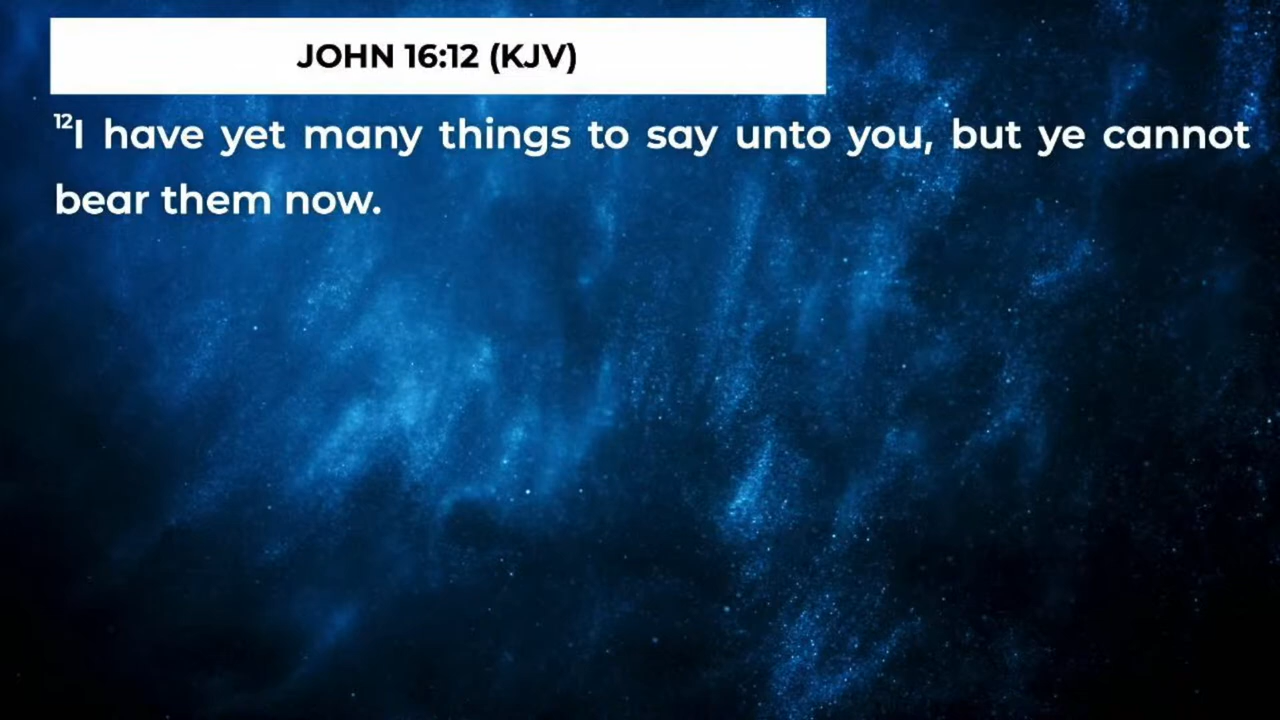 JOHN 16:12 (KJV)
12I have yet many things to say unto you, but ye cannot
bear them now.